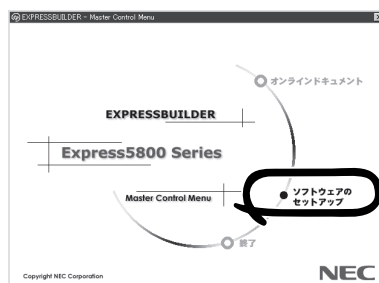 EXPRESSBUILDER - Master Control Menu
オンラインドキュメント
EXPRESSBUILDER
Express5800 Series
ソフトウェアの
セットアップ
Master Control Menu
終了
Copyright NEC Corporation
NEC